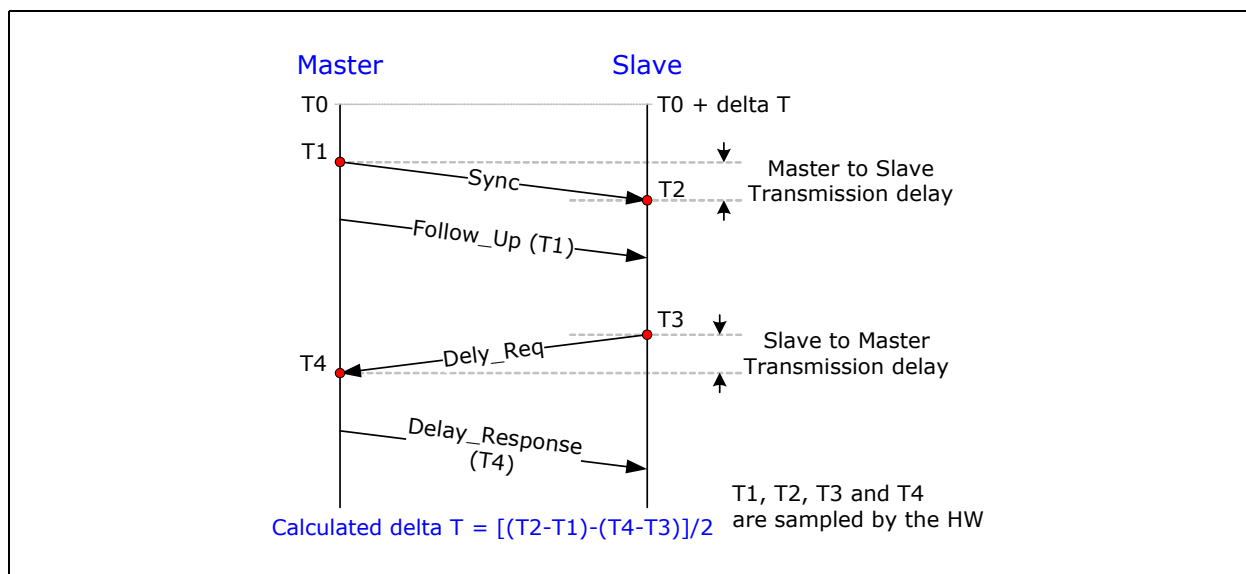 Master
Slave
T0
T0 + delta T
T1
Sync
T2
Master to Slave
Transmission delay
Follow_Up (T1)
T3
Dely_Req
T4
Slave to Master
Transmission delay
Delay_Response
(T4)
T1, T2, T3 and T4
are sampled by the HW
Calculated delta T = [(T2-T1)-(T4-T3)]/2